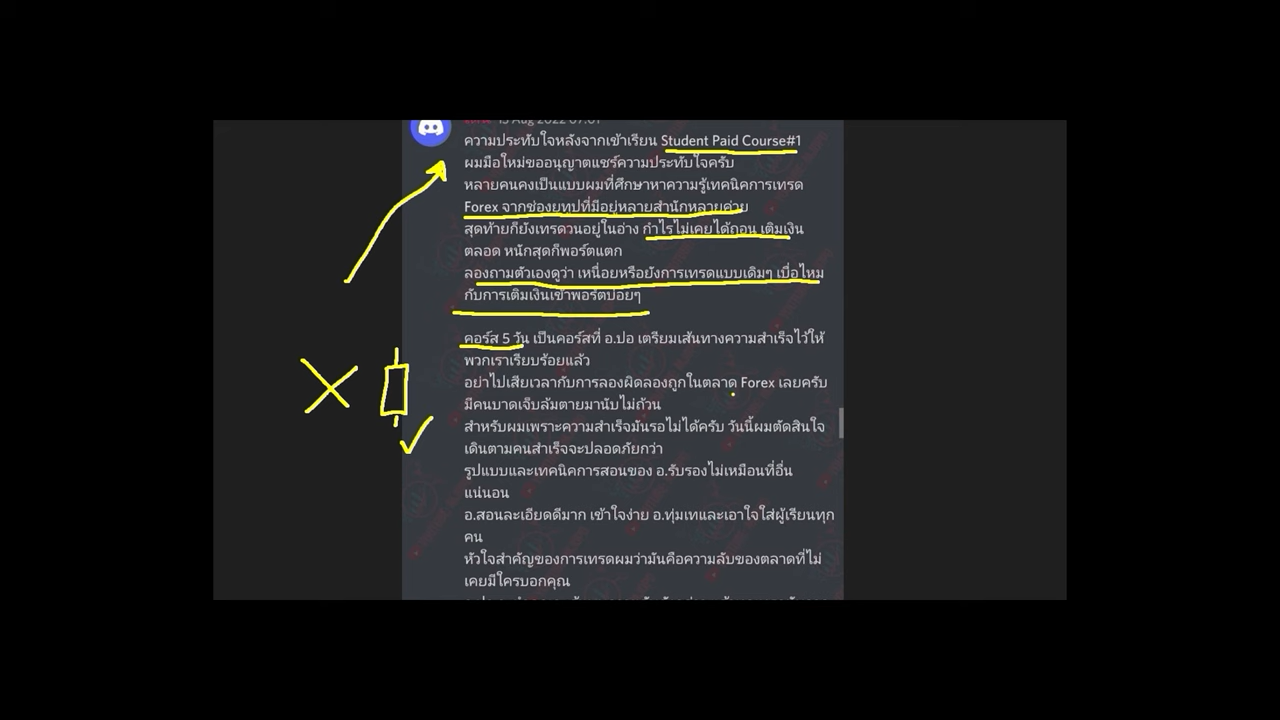 13 Aug 2022 07:01
ความประทับใจหลังจากเข้าเรียน Student Paid Course#1
ผมมือใหม่ขออนุญาตแชร์ความประทับใจครับ
หลายคนคงเป็นแบบผมที่ศึกษาหาความรู้เทคนิคการเทรด
Forex จากช่องยูทูปที่มีอยู่หลายสำนักหลายค่าย
สุดท้ายก็ยังเทรดวนอยู่ในอ่าง กำไรไม่เคยได้ถอน เติมเงิน
ตลอด หนักสุดก็พอร์ตแตก
ลองถามตัวเองดูว่า เหนื่อยหรือยังการเทรดแบบเดิมๆ เบื่อไหม
กับการเติมเงินเข้าพอร์ตบ่อยๆ
คอร์ส 5 วัน เป็นคอร์สที่ อ.ปอ เตรียมเส้นทางความสำเร็จไว้ให้
พวกเราเรียบร้อยแล้ว
อย่าไปเสียเวลากับการลองผิดลองถูกในตลาด Forex เลยครับ
มีคนบาดเจ็บล้มตายมานับไม่ถ้วน
สำหรับผมเพราะความสำเร็จมันรอไม่ได้ครับ วันนี้ผมตัดสินใจ
เดินตามคนสำเร็จจะปลอดภัยกว่า
รูปแบบและเทคนิคการสอนของ อ.รับรองไม่เหมือนที่อื่น
แน่นอน
อ.สอนละเอียดดีมาก เข้าใจง่าย อ.ทุ่มเทและเอาใจใส่ผู้เรียนทุก
คน
หัวใจสำคัญของการเทรดผมว่ามันคือความลับของตลาดที่ไม่
เคยมีใครบอกคุณ